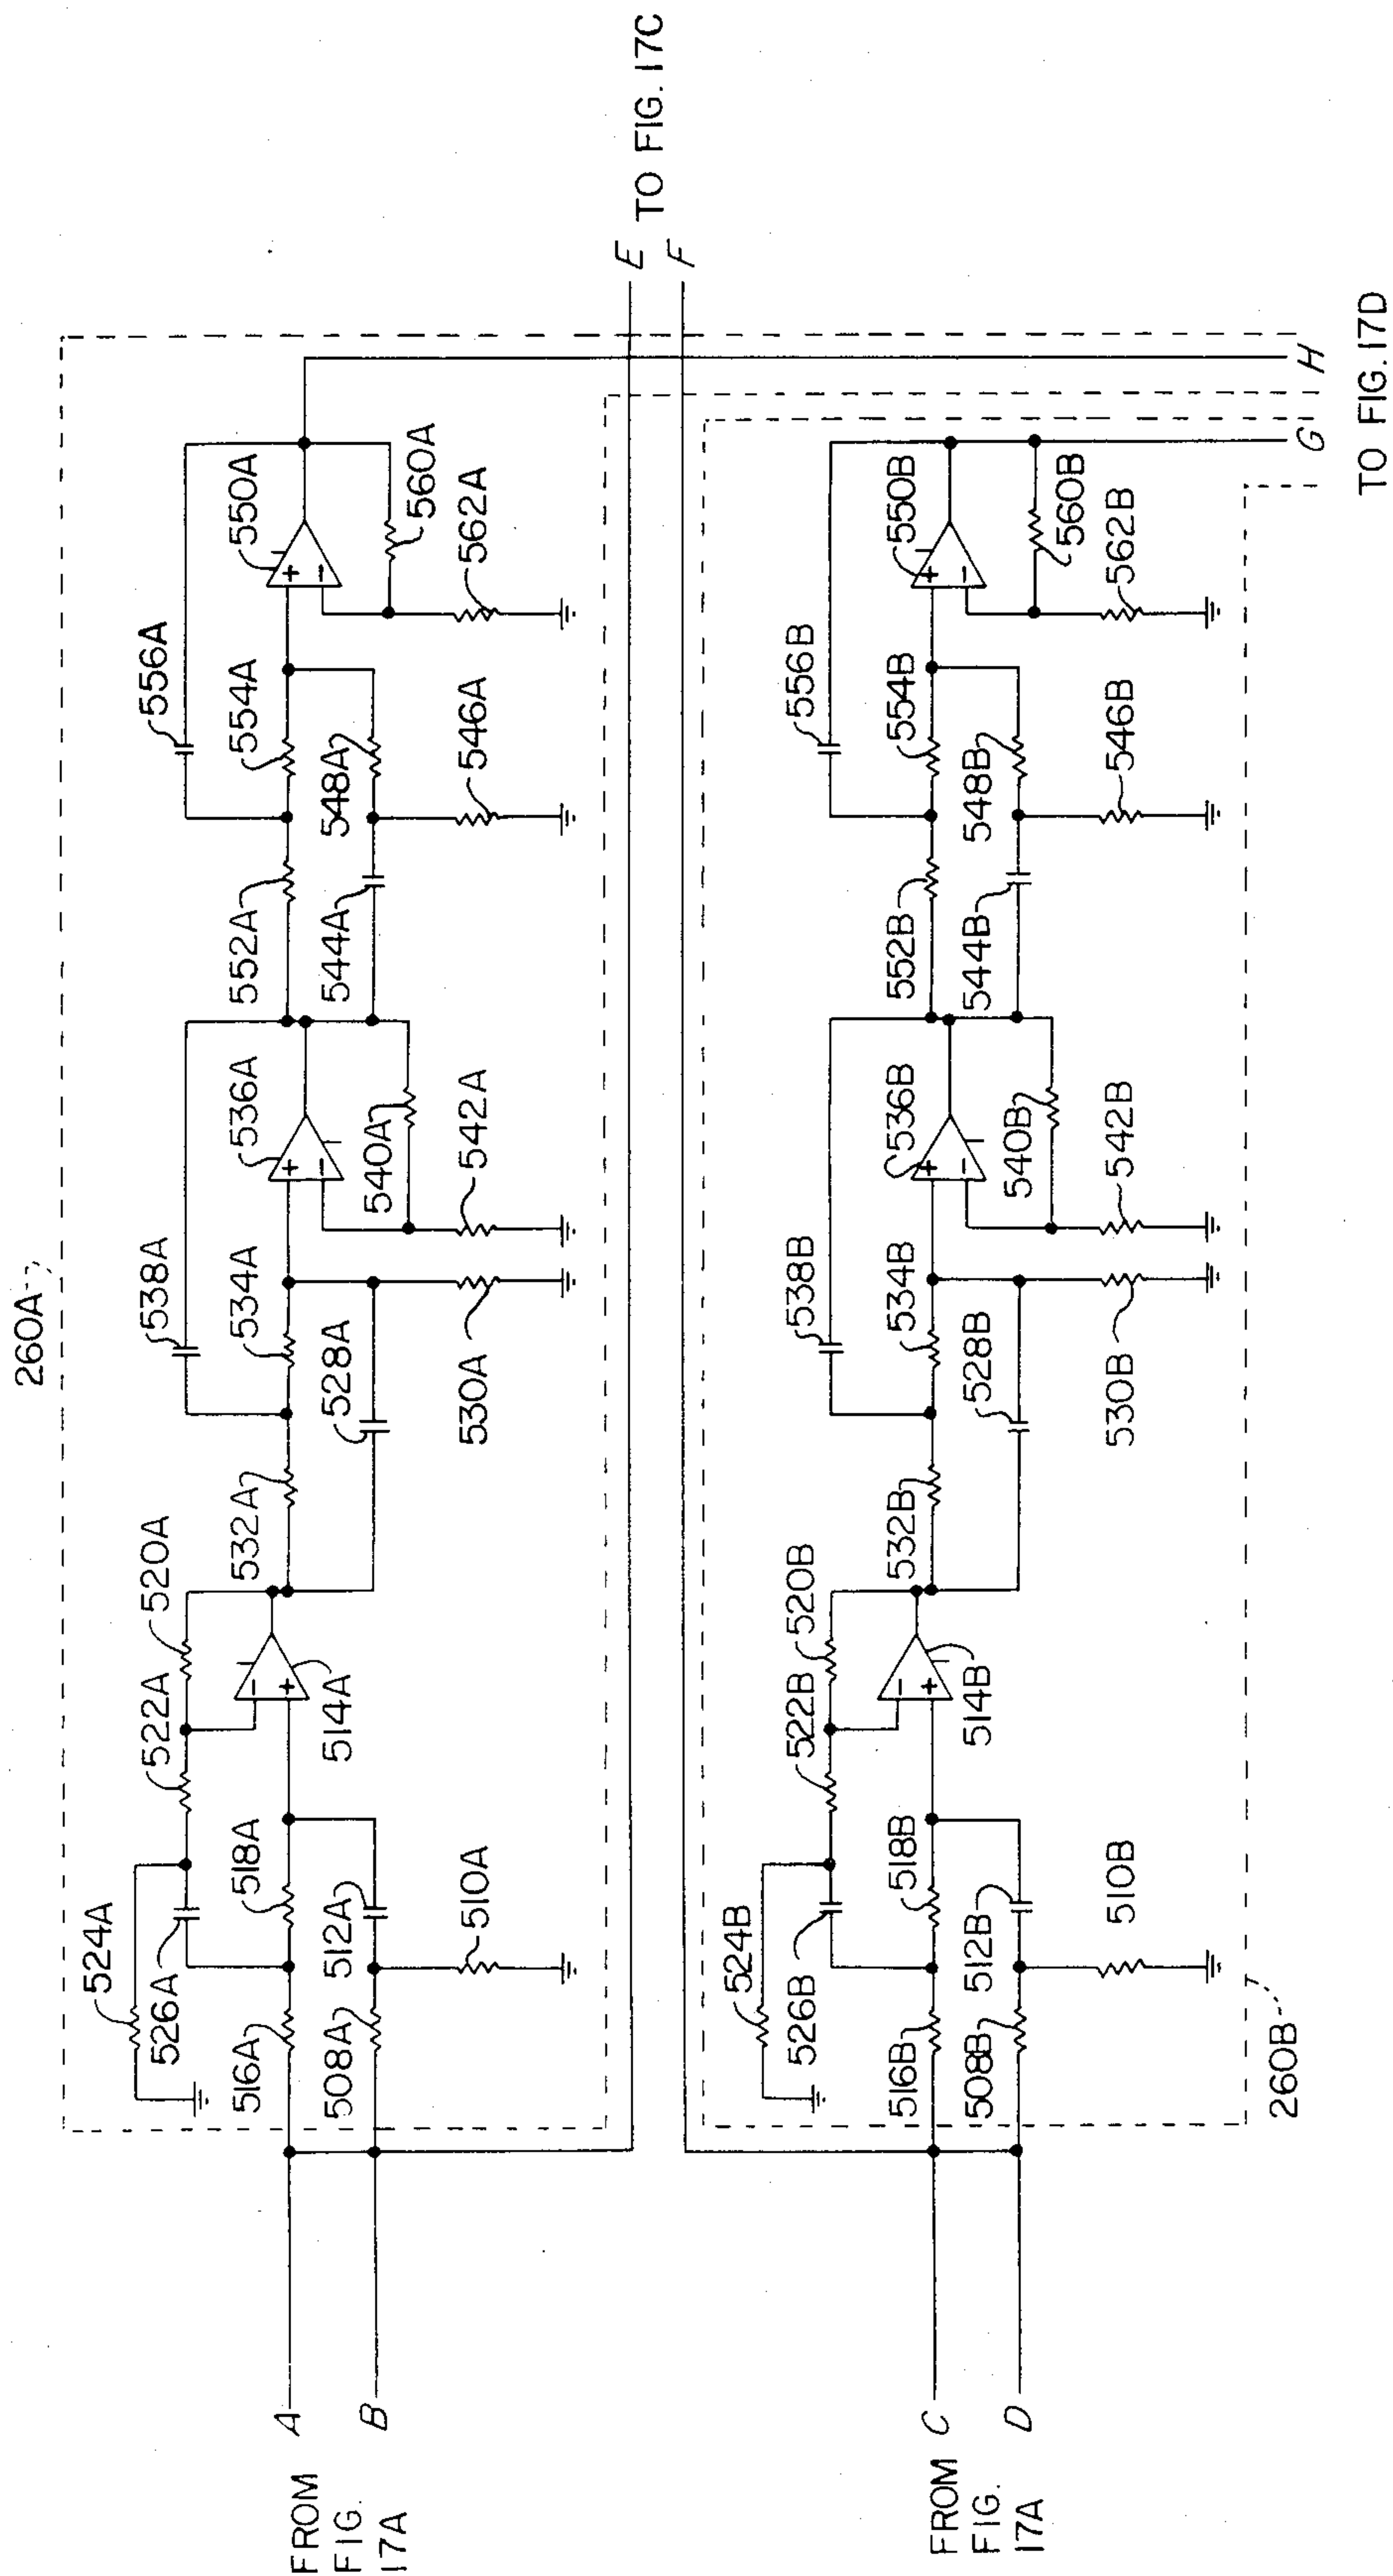 260A
524A
526A
516A
508A
512A
518A
510A
522A
520A
514A
532A
538A
534A
528A
530A
536A
540A
542A
552A
544A
556A
554A
548A
546A
550A
560A
562A
FROM
FIG.
17A
A
B
E
F
TO FIG. 17C
524B
526B
516B
508B
512B
518B
510B
522B
520B
514B
532B
538B
534B
528B
530B
536B
540B
542B
552B
544B
556B
554B
548B
546B
550B
560B
562B
FROM
FIG.
17A
C
D
G
H
TO FIG. 17D
260B
+
−
+
−
+
−
+
−
+
−
+
−